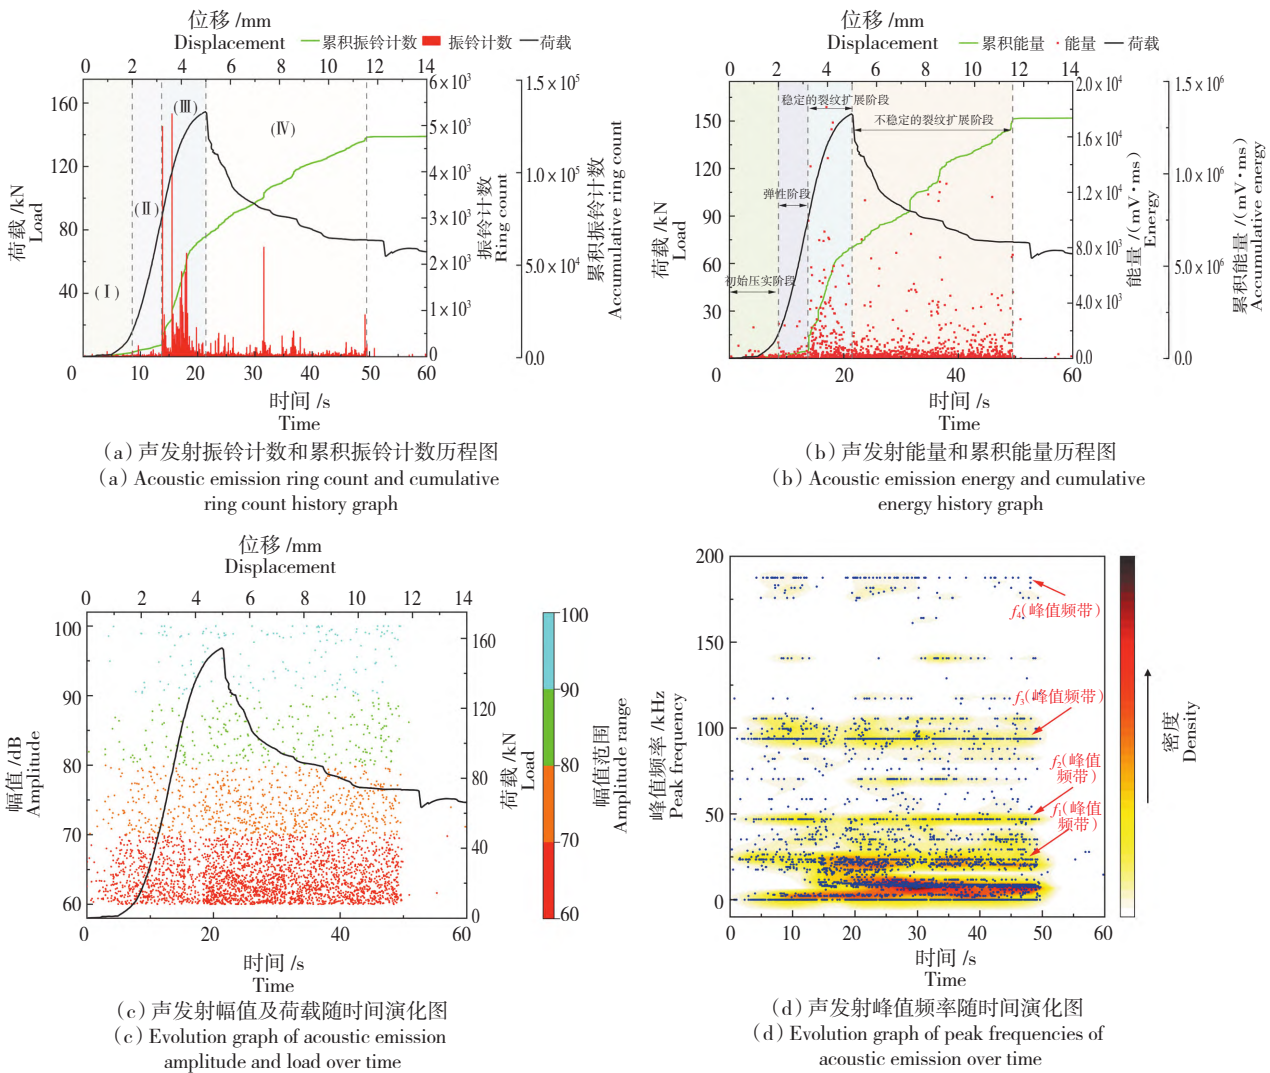 位移 /mm
Displacement
累积振铃计数 振铃计数 荷载
0 2 4 6 8 10 12 14
160
120
80
40
荷载 /kN
Load
(Ⅰ)
(Ⅱ)
(Ⅲ)
(Ⅳ)
6×10³
5×10³
4×10³
3×10³
2×10³
1×10³
0
振铃计数
Ring count
1.5×10⁵
1.0×10⁵
5.0×10⁴
0.0
累积振铃计数
Accumulative ring count
0 10 20 30 40 50 60
时间 /s
Time
(a)声发射振铃计数和累积振铃计数历程图
(a) Acoustic emission ring count and cumulative
ring count history graph
位移 /mm
Displacement
累积能量 能量 荷载
0 2 4 6 8 10 12 14
150
120
90
60
30
荷载 /kN
Load
稳定的裂纹扩展阶段
不稳定的裂纹扩展阶段
弹性阶段
初始压实阶段
2.0×10⁴
1.6×10⁴
1.2×10⁴
8.0×10³
4.0×10³
0.0
能量 /(mV·ms)
Energy
1.5×10⁶
1.0×10⁶
5.0×10⁶
0.0
累积能量 /(mV·ms)
Accumulative energy
0 20 40 60
时间 /s
Time
(b)声发射能量和累积能量历程图
(b) Acoustic emission energy and cumulative
energy history graph
位移 /mm
Displacement
0 2 4 6 8 10 12 14
100
90
80
70
60
幅值 /dB
Amplitude
160
120
80
40
0
荷载 /kN
Load
100
90
80
70
60
幅值范围
Amplitude range
0 20 40 60
时间 /s
Time
(c)声发射幅值及荷载随时间演化图
(c) Evolution graph of acoustic emission
amplitude and load over time
200
150
100
50
0
峰值频率 /kHz
Peak frequency
f₄(峰值频带)
f₃(峰值频带)
f₂(峰值
频带)
f₁(峰值
频带)
密度
Density
0 10 20 30 40 50 60
时间 /s
Time
(d)声发射峰值频率随时间演化图
(d) Evolution graph of peak frequencies of
acoustic emission over time